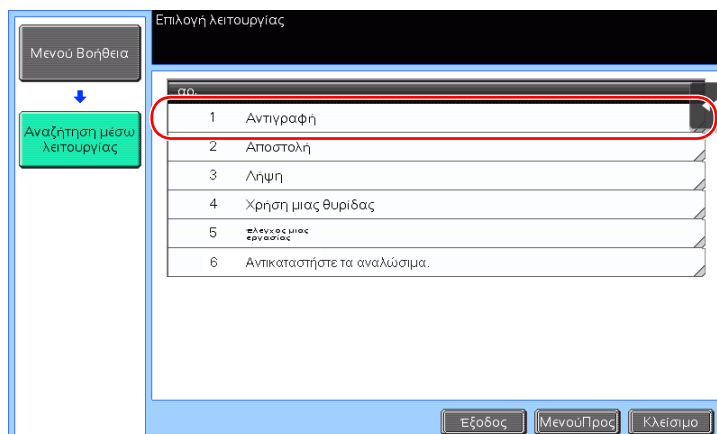 Επιλογή λειτουργίας
Μενού Βοήθεια
Αναζήτηση μέσω
λειτουργίας
αρ.
1 Αντιγραφή
2 Αποστολή
3 Λήψη
4 Χρήση μιας θυρίδας
5 Έλεγχος μιας
εργασίας
6 Αντικαταστήστε τα αναλώσιμα.
Έξοδος
ΜενούΠρος
Κλείσιμο